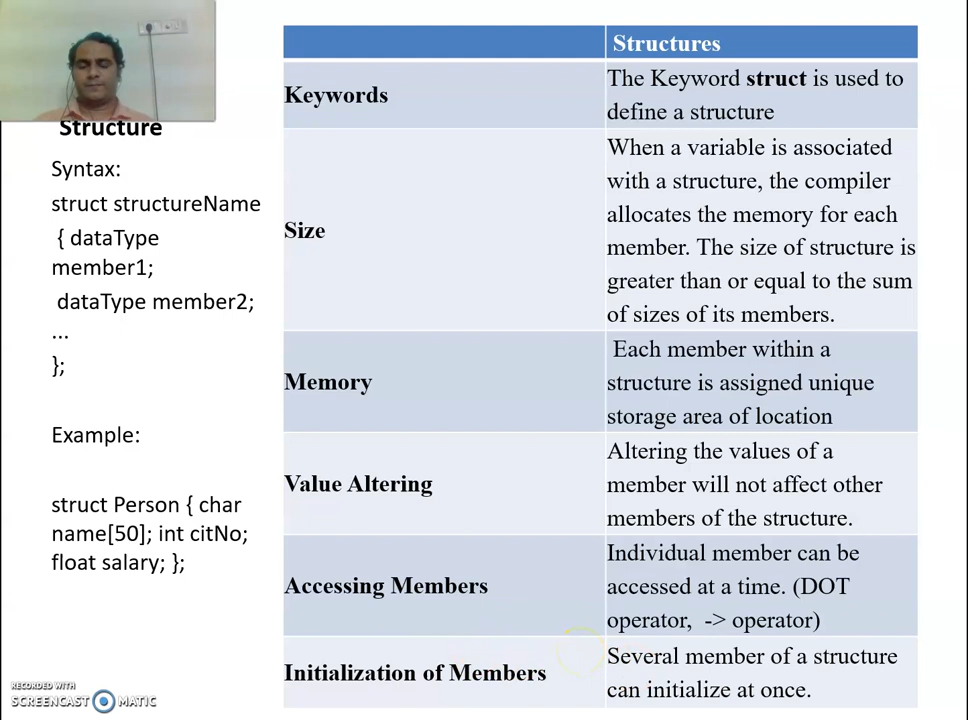 Structure
Syntax:
struct structureName
{ dataType
member1;
dataType member2;
...
};
Example:
struct Person { char
name[50]; int citNo;
float salary; };
Structures
Keywords
The Keyword struct is used to
define a structure
Size
When a variable is associated
with a structure, the compiler
allocates the memory for each
member. The size of structure is
greater than or equal to the sum
of sizes of its members.
Memory
Each member within a
structure is assigned unique
storage area of location
Value Altering
Altering the values of a
member will not affect other
members of the structure.
Accessing Members
Individual member can be
accessed at a time. (DOT
operator, -> operator)
Initialization of Members
Several member of a structure
can initialize at once.
RECORDED WITH
SCREENCAST MATIC